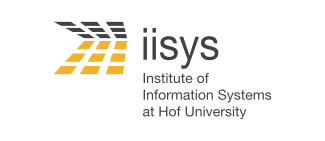 iisys
Institute of
Information Systems
at Hof University